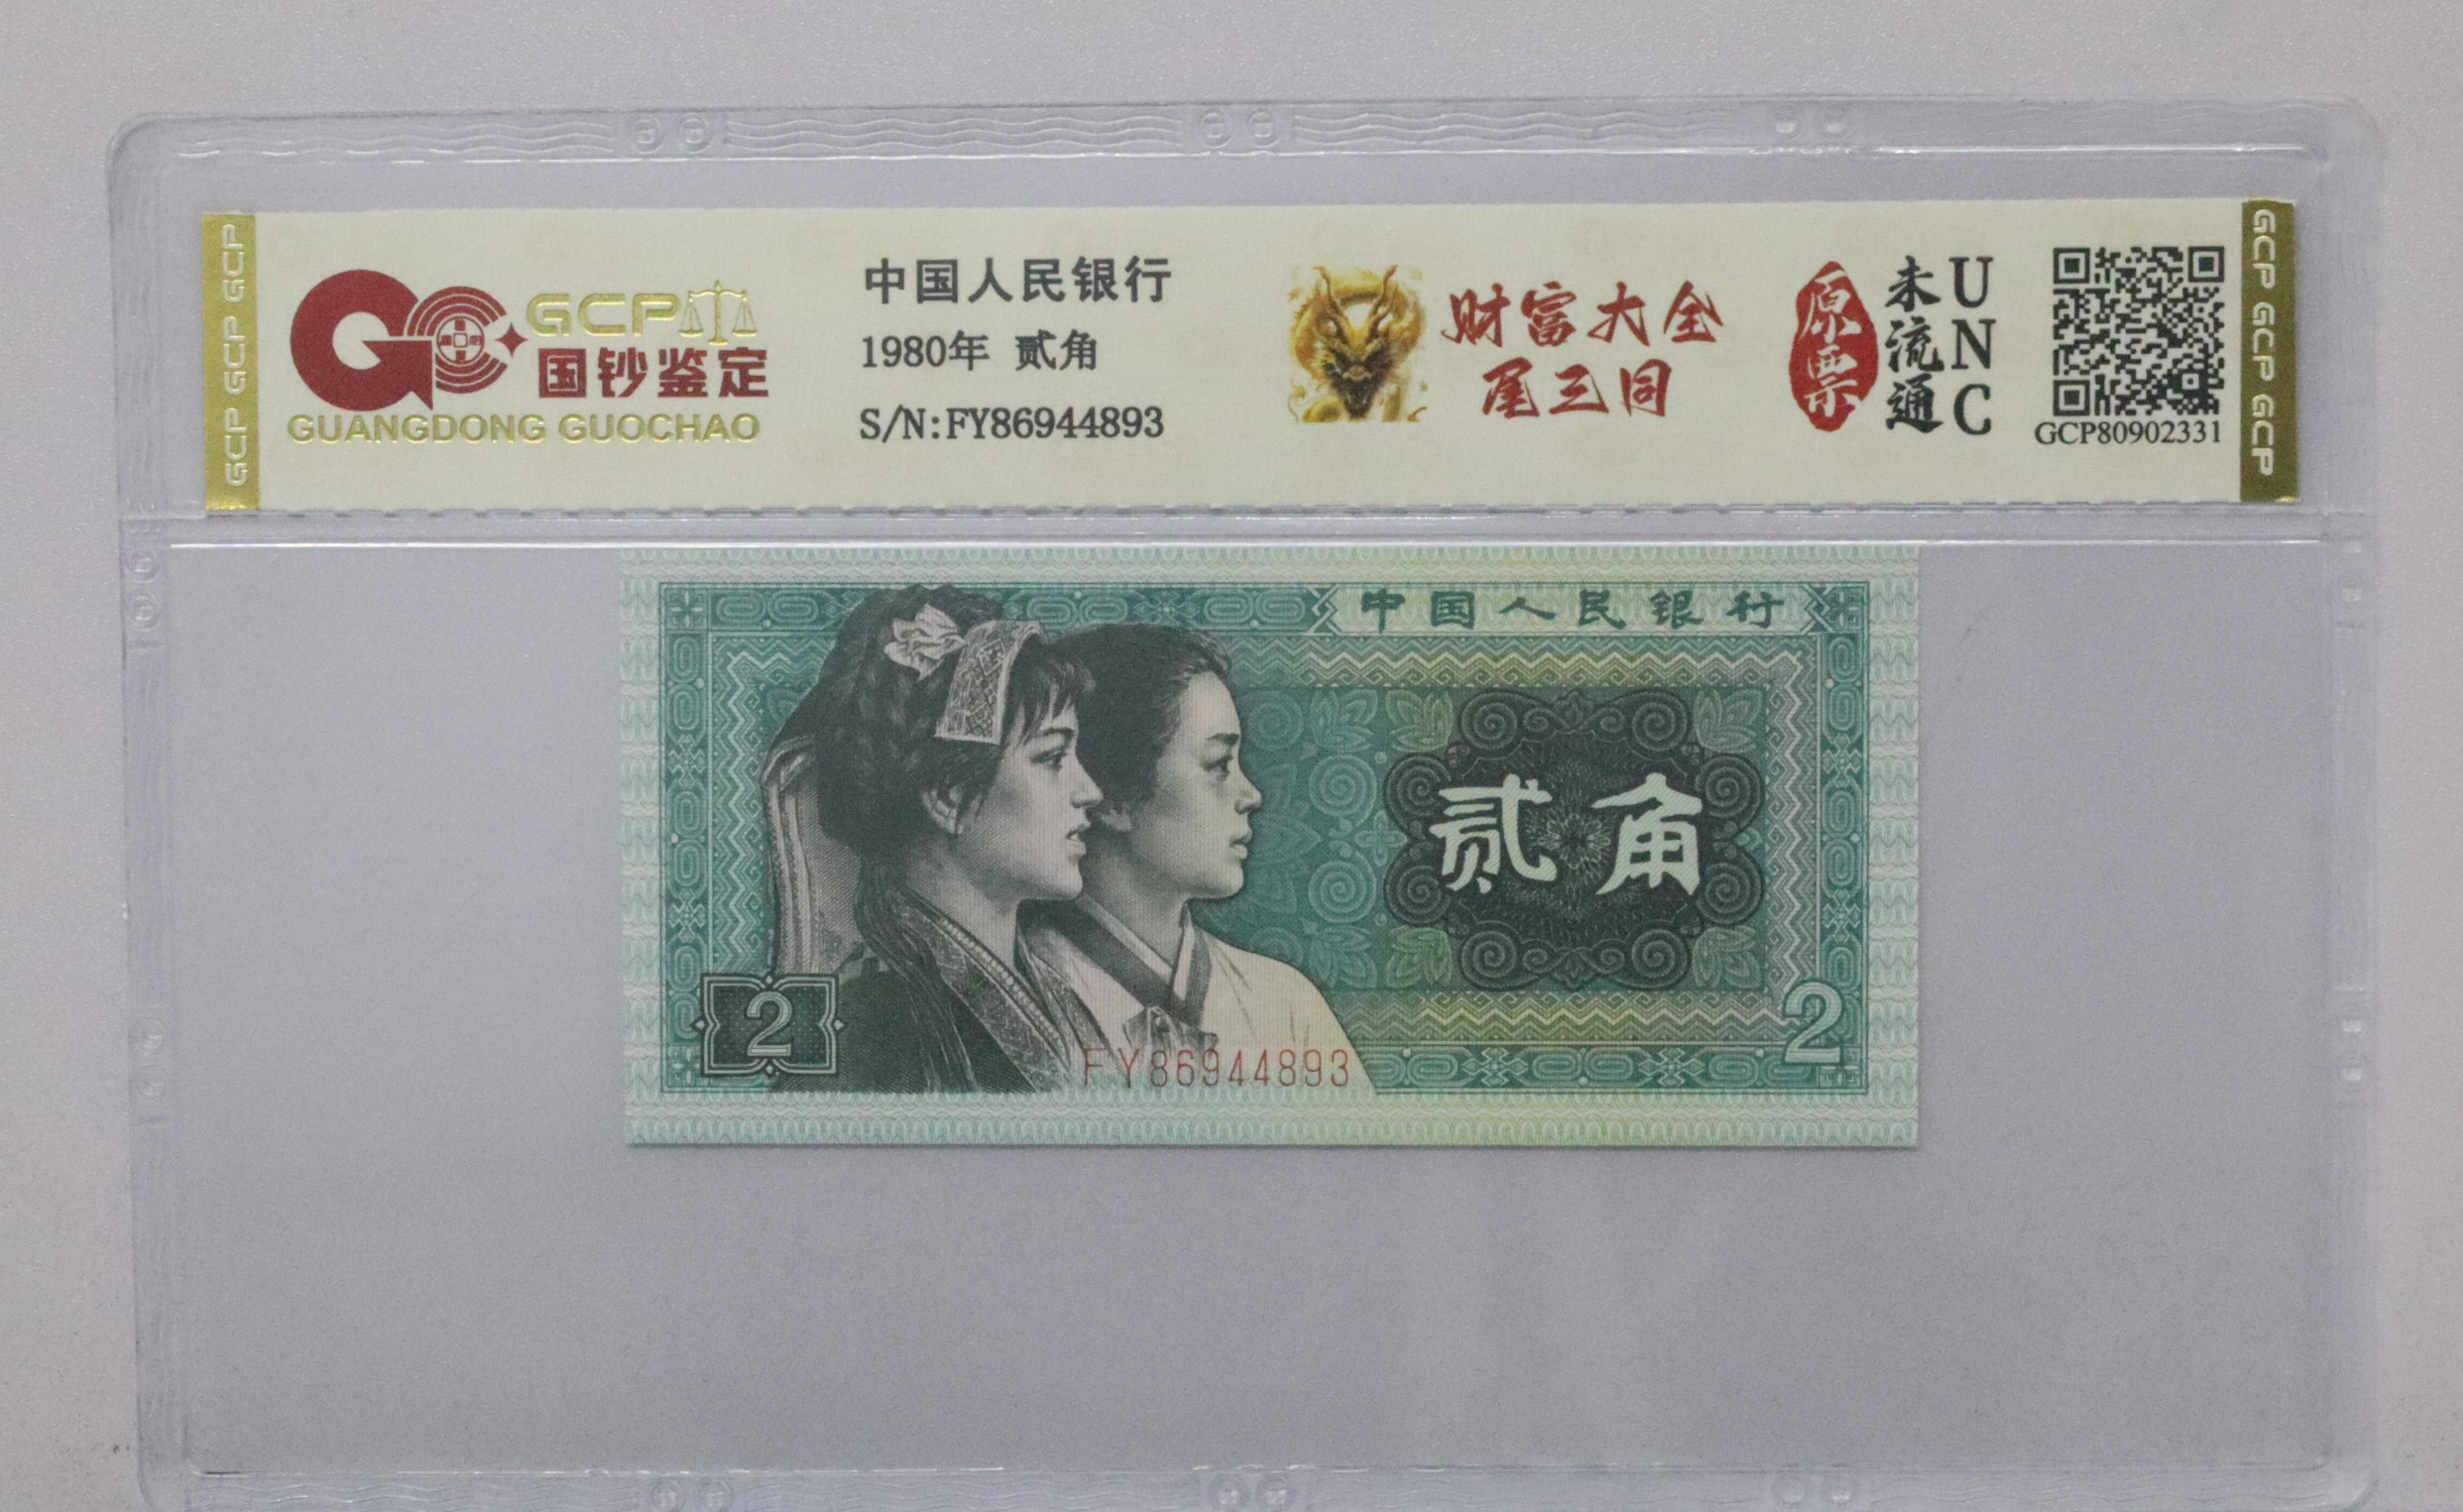 GCP GCP GCP
GCP
国钞鉴定
GUANGDONG GUOCHAO
中国人民银行
1980年 贰角
S/N:FY86944893
财富大全
尾三同
原票
未流通
UNC
GCP80902331
GCP GCP GCP
中国人民银行
贰角
2
2
FY86944893